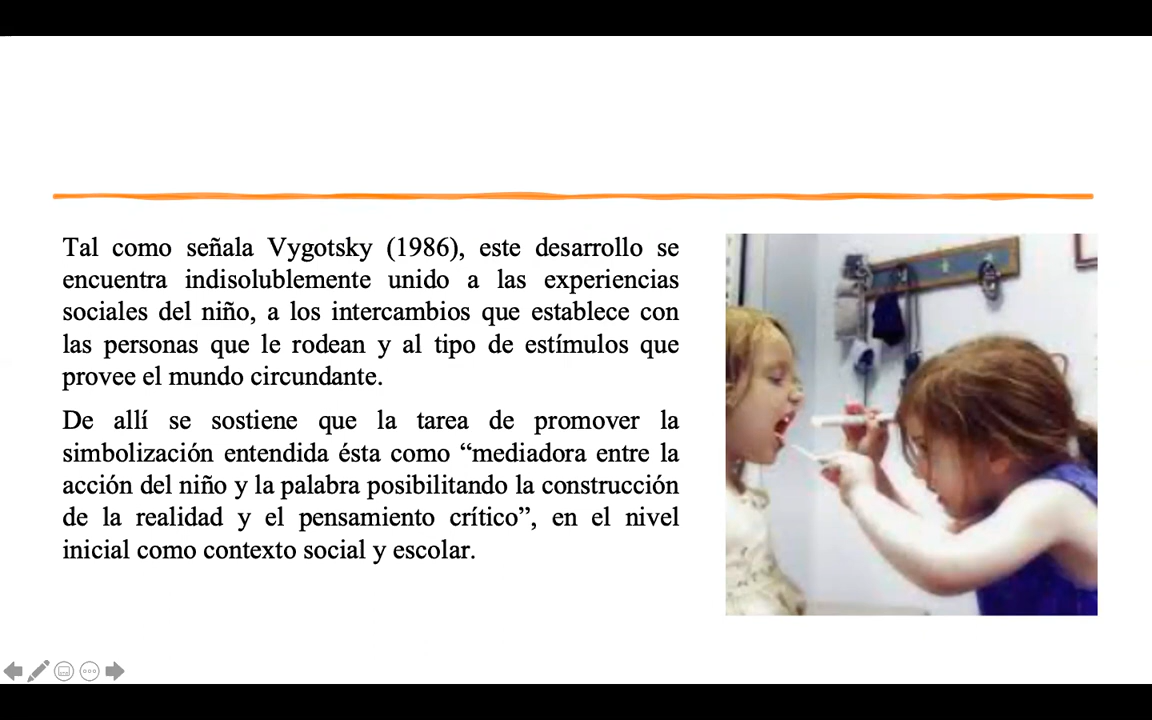 Tal como señala Vygotsky (1986), este desarrollo se
encuentra indisolublemente unido a las experiencias
sociales del niño, a los intercambios que establece con
las personas que le rodean y al tipo de estímulos que
provee el mundo circundante.
De allí se sostiene que la tarea de promover la
simbolización entendida ésta como “mediadora entre la
acción del niño y la palabra posibilitando la construcción
de la realidad y el pensamiento crítico”, en el nivel
inicial como contexto social y escolar.